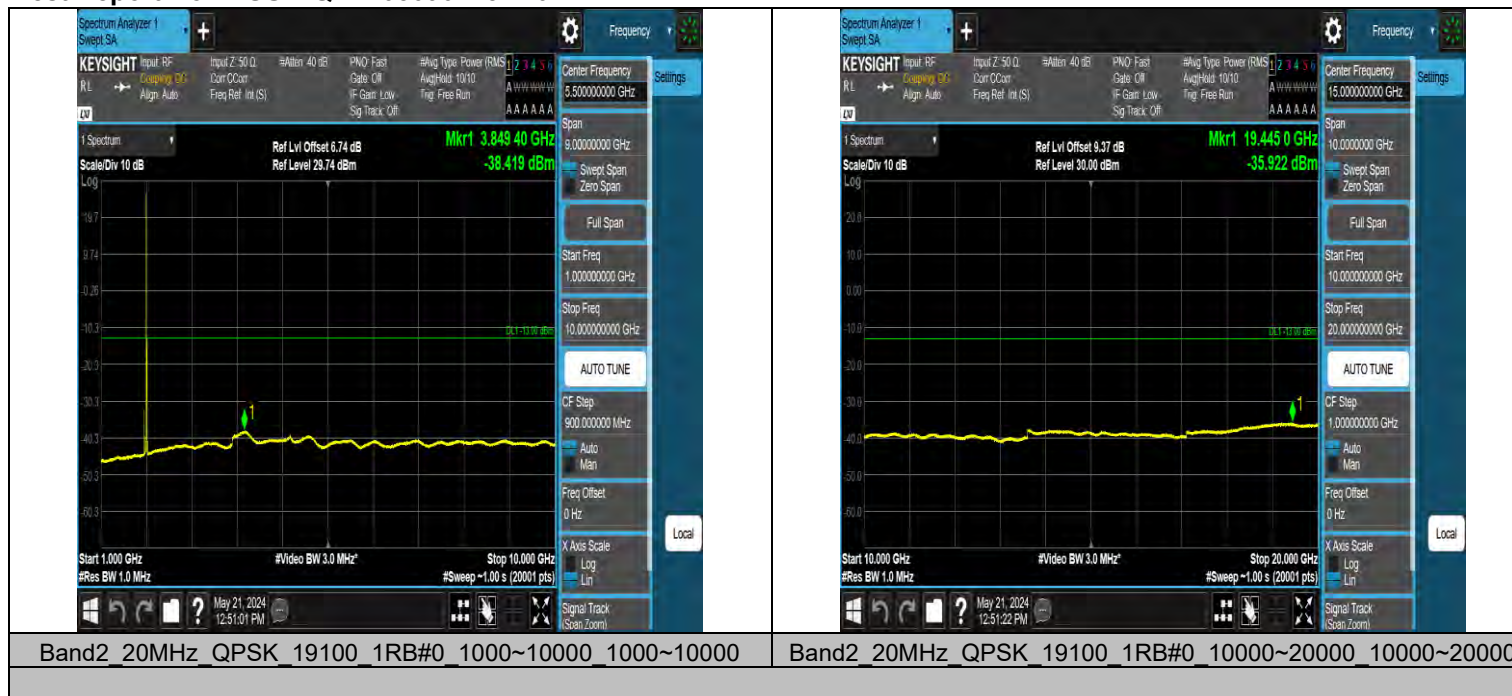 Spectrum Analyzer 1
Swept SA
+
Frequency
KEYSIGHT
RL
Input: RF
Coupling: DC
Align: Auto
Input Z: 50 Ω
Corr CCorr
Freq Ref: Int (S)
#Atten: 40 dB
PNO: Fast
Gate: Off
IF Gain: Low
Sig Track: Off
#Avg Type: Power (RMS
Avg|Hold: 10/10
Trig: Free Run
1 2 3 4 5 6
A W W W W W
A A A A A A
1 Spectrum
Scale/Div 10 dB
Log
Ref Lvl Offset 6.74 dB
Ref Level 29.74 dBm
Mkr1 3.849 40 GHz
-38.419 dBm
19.7
9.74
-0.26
-10.3
-20.3
-30.3
-40.3
-50.3
-60.3
DL1 -13.00 dBm
1
Start 1.000 GHz
#Res BW 1.0 MHz
#Video BW 3.0 MHz*
Stop 10.000 GHz
#Sweep ~1.00 s (20001 pts)
May 21, 2024
12:51:01 PM
Center Frequency
5.500000000 GHz
Settings
Span
9.00000000 GHz
Swept Span
Zero Span
Full Span
Start Freq
1.000000000 GHz
Stop Freq
10.000000000 GHz
AUTO TUNE
CF Step
900.000000 MHz
Auto
Man
Freq Offset
0 Hz
X Axis Scale
Log
Lin
Local
Signal Track
(Span Zoom)
Band2_20MHz_QPSK_19100_1RB#0_1000~10000_1000~10000
Spectrum Analyzer 1
Swept SA
+
Frequency
KEYSIGHT
RL
Input: RF
Coupling: DC
Align: Auto
Input Z: 50 Ω
Corr CCorr
Freq Ref: Int (S)
#Atten: 40 dB
PNO: Fast
Gate: Off
IF Gain: Low
Sig Track: Off
#Avg Type: Power (RMS
Avg|Hold: 10/10
Trig: Free Run
1 2 3 4 5 6
A W W W W W
A A A A A A
1 Spectrum
Scale/Div 10 dB
Log
Ref Lvl Offset 9.37 dB
Ref Level 30.00 dBm
Mkr1 19.445 0 GHz
-35.922 dBm
20.0
10.0
0.00
-10.0
-20.0
-30.0
-40.0
-50.0
-60.0
DL1 -13.00 dBm
1
Start 10.000 GHz
#Res BW 1.0 MHz
#Video BW 3.0 MHz*
Stop 20.000 GHz
#Sweep ~1.00 s (20001 pts)
May 21, 2024
12:51:22 PM
Center Frequency
15.000000000 GHz
Settings
Span
10.0000000 GHz
Swept Span
Zero Span
Full Span
Start Freq
10.000000000 GHz
Stop Freq
20.000000000 GHz
AUTO TUNE
CF Step
1.000000000 GHz
Auto
Man
Freq Offset
0 Hz
X Axis Scale
Log
Lin
Local
Signal Track
(Span Zoom)
Band2_20MHz_QPSK_19100_1RB#0_10000~20000_10000~20000